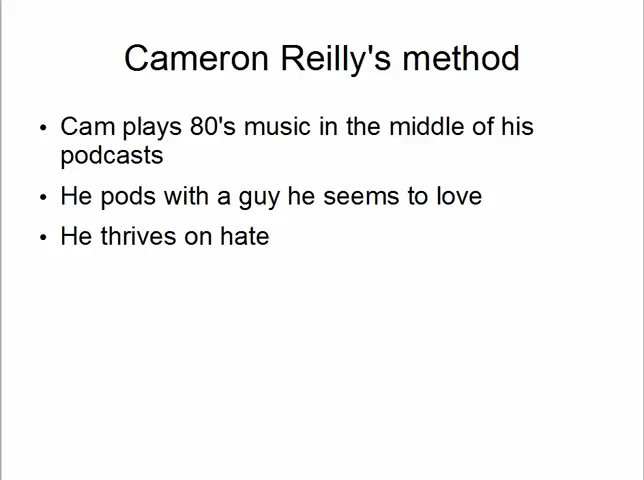 Cameron Reilly's method
• Cam plays 80's music in the middle of his
podcasts
• He pods with a guy he seems to love
• He thrives on hate